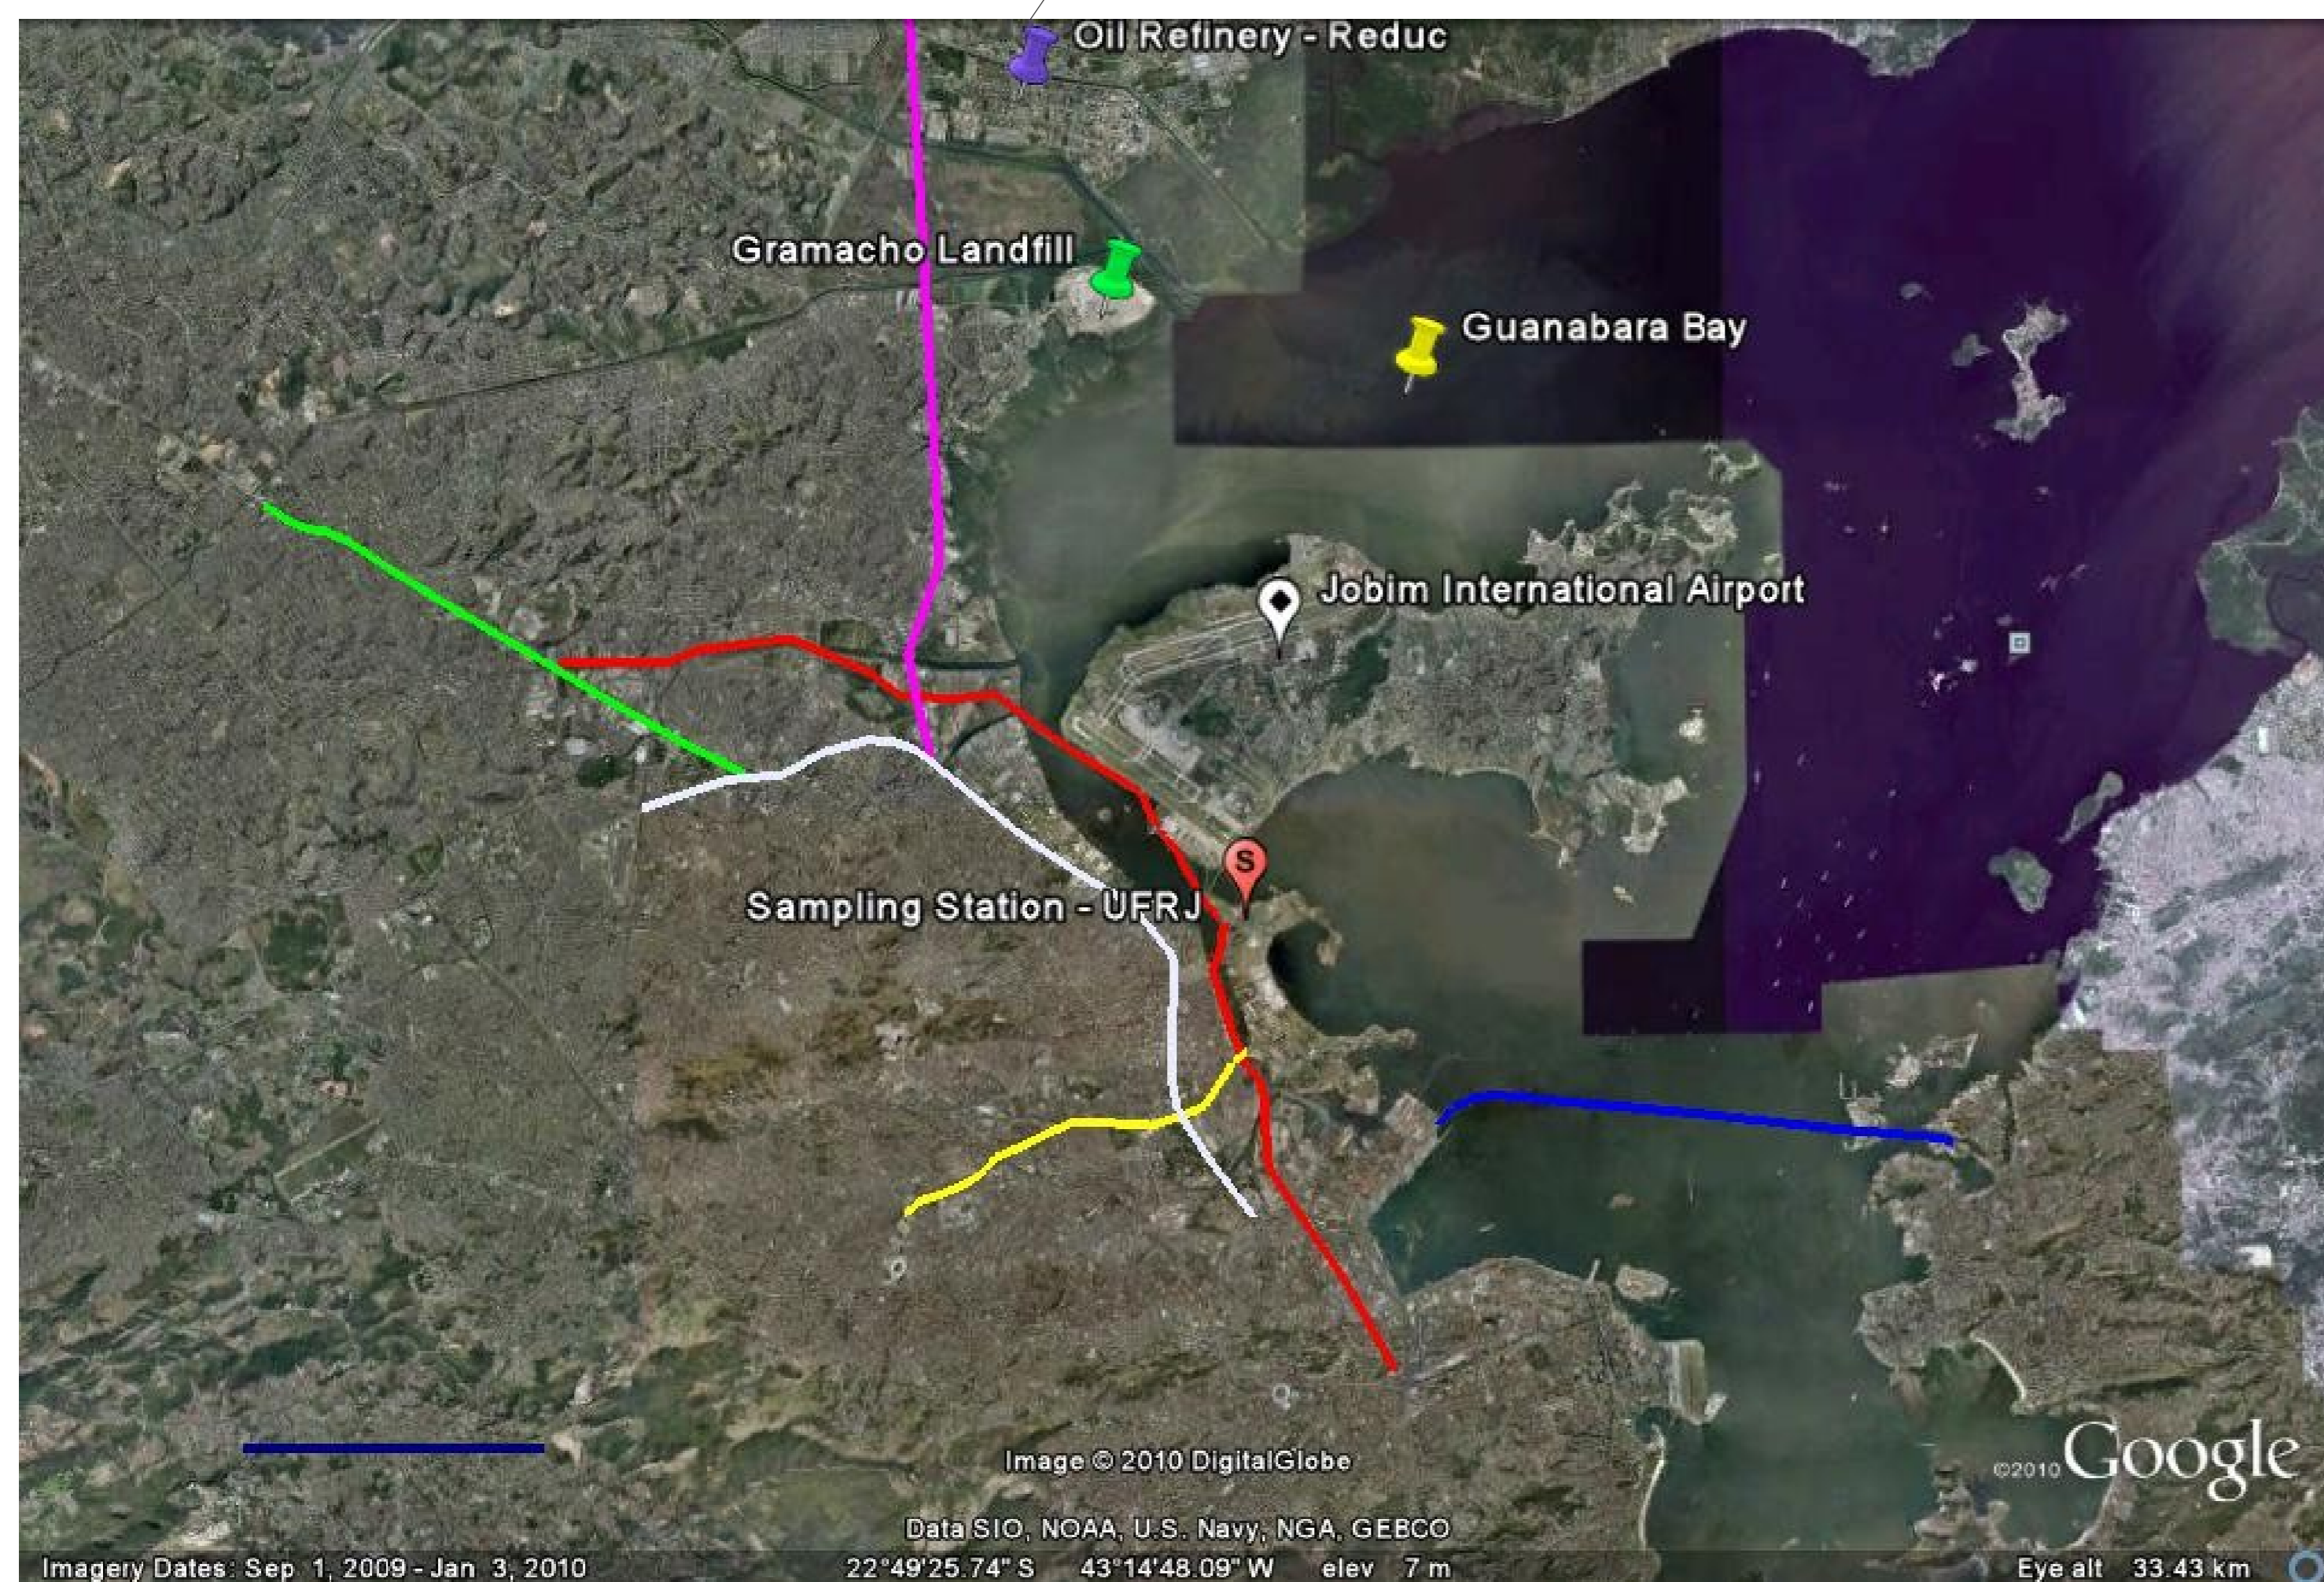 Oil Refinery - Reduc
Gramacho Landfill
Guanabara Bay
Jobim International Airport
S
Sampling Station - UFRJ
Image © 2010 DigitalGlobe
©2010 Google
Data SIO, NOAA, U.S. Navy, NGA, GEBCO
Imagery Dates: Sep 1, 2009 - Jan 3, 2010 22°49'25.74" S 43°14'48.09" W elev 7 m Eye alt 33.43 km